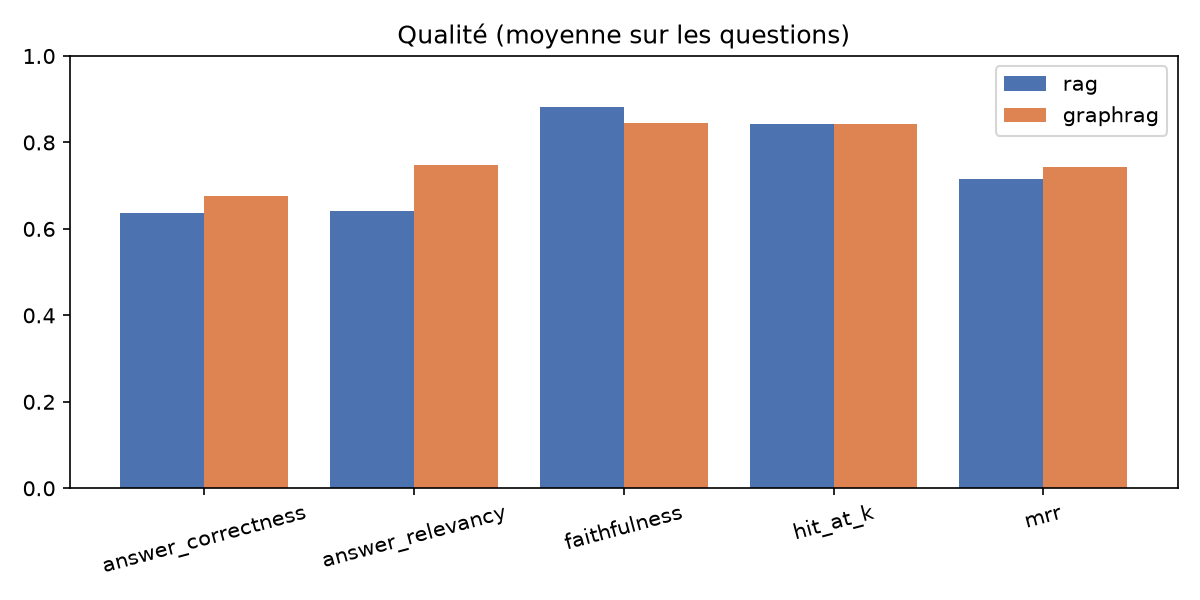 Qualité (moyenne sur les questions)
1.0
0.8
0.6
0.4
0.2
0.0
rag
graphrag
answer_correctness
answer_relevancy
faithfulness
hit_at_k
mrr